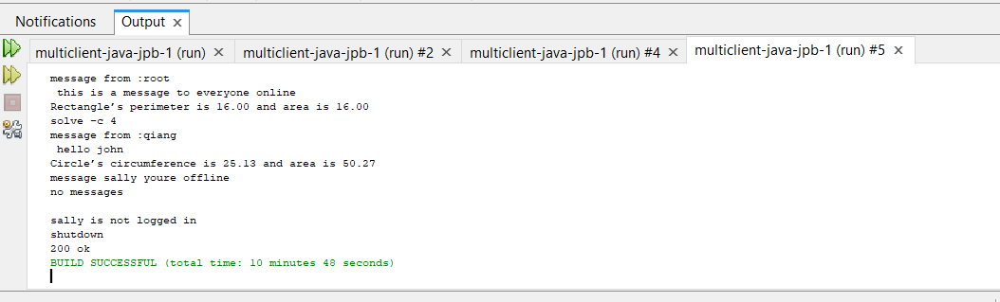 Notifications Output
multiclient-java-jpb-1 (run) multiclient-java-jpb-1 (run) #2 multiclient-java-jpb-1 (run) #4 multiclient-java-jpb-1 (run) #5
message from :root
this is a message to everyone online
Rectangle's perimeter is 16.00 and area is 16.00
solve -c 4
message from :qiang
hello john
Circle's circumference is 25.13 and area is 50.27
message sally youre offline
no messages
sally is not logged in
shutdown
200 ok
BUILD SUCCESSFUL (total time: 10 minutes 48 seconds)